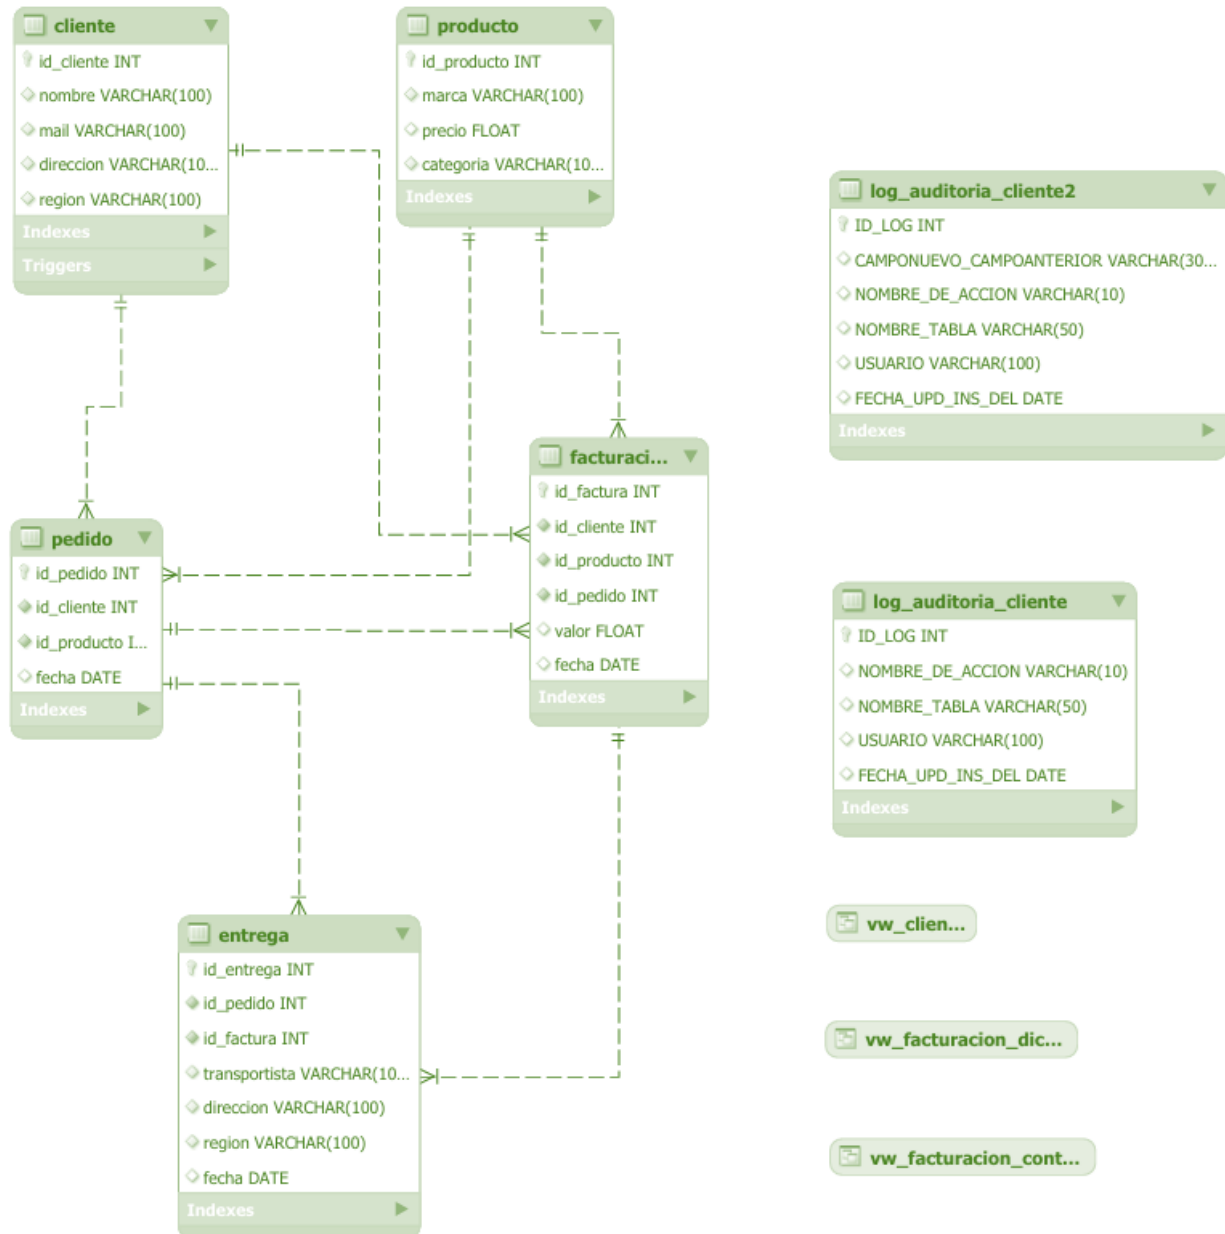 cliente
id_cliente INT
nombre VARCHAR(100)
mail VARCHAR(100)
direccion VARCHAR(10...
region VARCHAR(100)
Indexes
Triggers
producto
id_producto INT
marca VARCHAR(100)
precio FLOAT
categoria VARCHAR(10...
Indexes
log_auditoria_cliente2
ID_LOG INT
CAMPONUEVO_CAMPOANTERIOR VARCHAR(30...
NOMBRE_DE_ACCION VARCHAR(10)
NOMBRE_TABLA VARCHAR(50)
USUARIO VARCHAR(100)
FECHA_UPD_INS_DEL DATE
Indexes
pedido
id_pedido INT
id_cliente INT
id_producto I...
fecha DATE
Indexes
facturaci...
id_factura INT
id_cliente INT
id_producto INT
id_pedido INT
valor FLOAT
fecha DATE
Indexes
log_auditoria_cliente
ID_LOG INT
NOMBRE_DE_ACCION VARCHAR(10)
NOMBRE_TABLA VARCHAR(50)
USUARIO VARCHAR(100)
FECHA_UPD_INS_DEL DATE
Indexes
entrega
id_entrega INT
id_pedido INT
id_factura INT
transportista VARCHAR(10...
direccion VARCHAR(100)
region VARCHAR(100)
fecha DATE
Indexes
vw_clien...
vw_facturacion_dic...
vw_facturacion_cont...